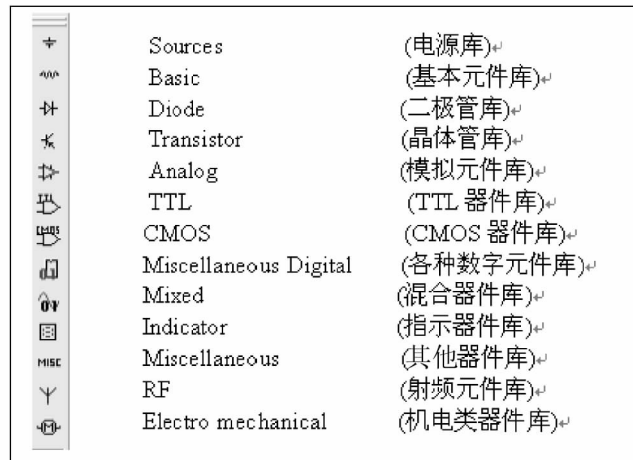 Sources (电源库)↵
Basic (基本元件库)↵
Diode (二极管库)↵
Transistor (晶体管库)↵
Analog (模拟元件库)↵
TTL TTL (TTL 器件库)↵
CMOS CMOS (CMOS 器件库)↵
Miscellaneous Digital (各种数字元件库)↵
Mixed (混合器件库)↵
Indicator (指示器件库)↵
MISC Miscellaneous (其他器件库)↵
RF (射频元件库)↵
M Electro mechanical (机电类器件库)↵